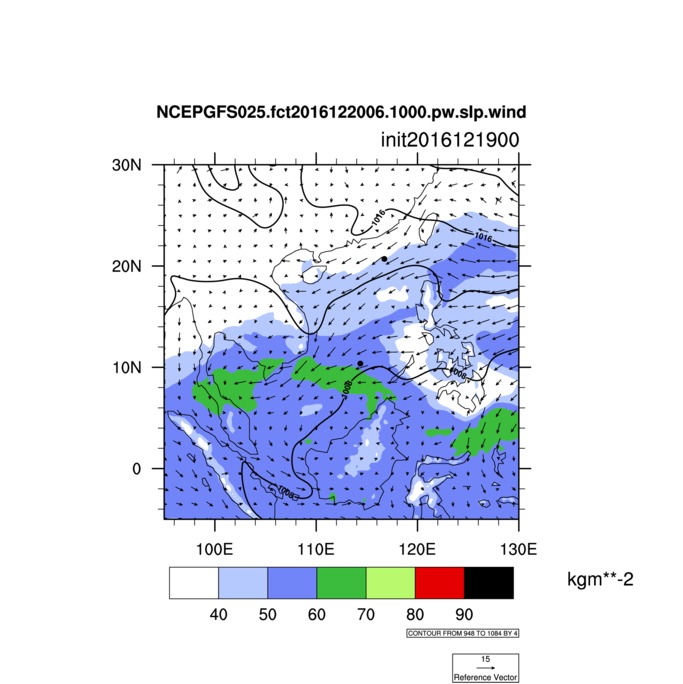 NCEPGFS025.fct2016122006.1000.pw.slp.wind
init2016121900
30N
1016
1016
20N
10N
1008
1008
0
1008
100E 110E 120E 130E
kgm**-2
40 50 60 70 80 90
CONTOUR FROM 948 TO 1084 BY 4
15
Reference Vector